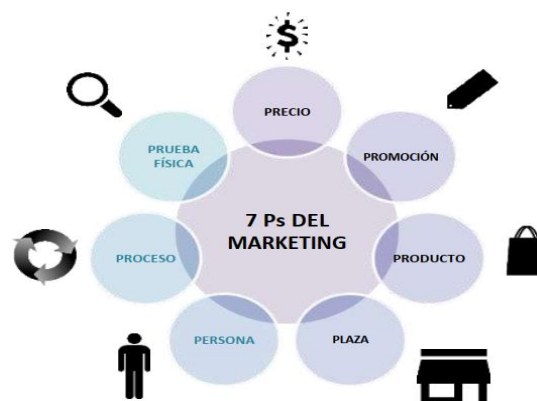 $
PRECIO
PROMOCIÓN
PRODUCTO
PLAZA
PERSONA
PROCESO
PRUEBA
FÍSICA
7 Ps DEL
MARKETING